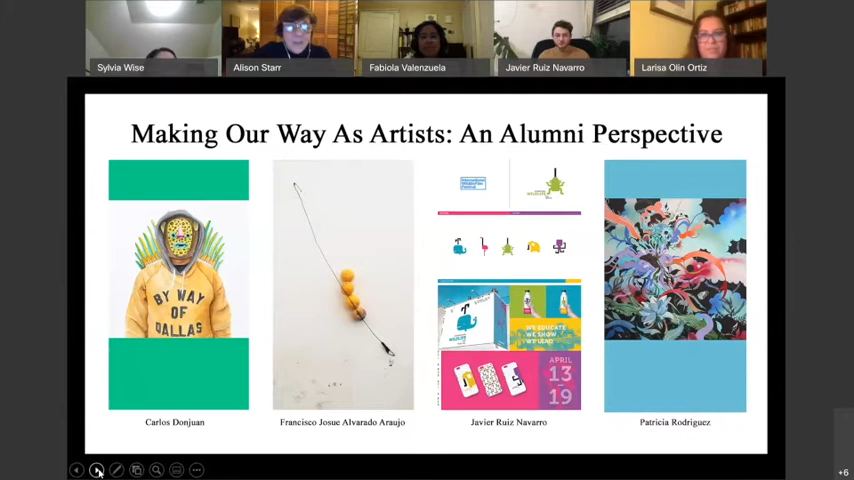 Sylvia Wise
Alison Starr
Fabiola Valenzuela
Javier Ruiz Navarro
Larisa Olin Ortiz
Making Our Way As Artists: An Alumni Perspective
BY WAY
OF
DALLAS
WE EDUCATE
WE SHOW
WE LEAD
APRIL
13
19
Carlos Donjuan
Francisco Josue Alvarado Araujo
Javier Ruiz Navarro
Patricia Rodriguez
+6